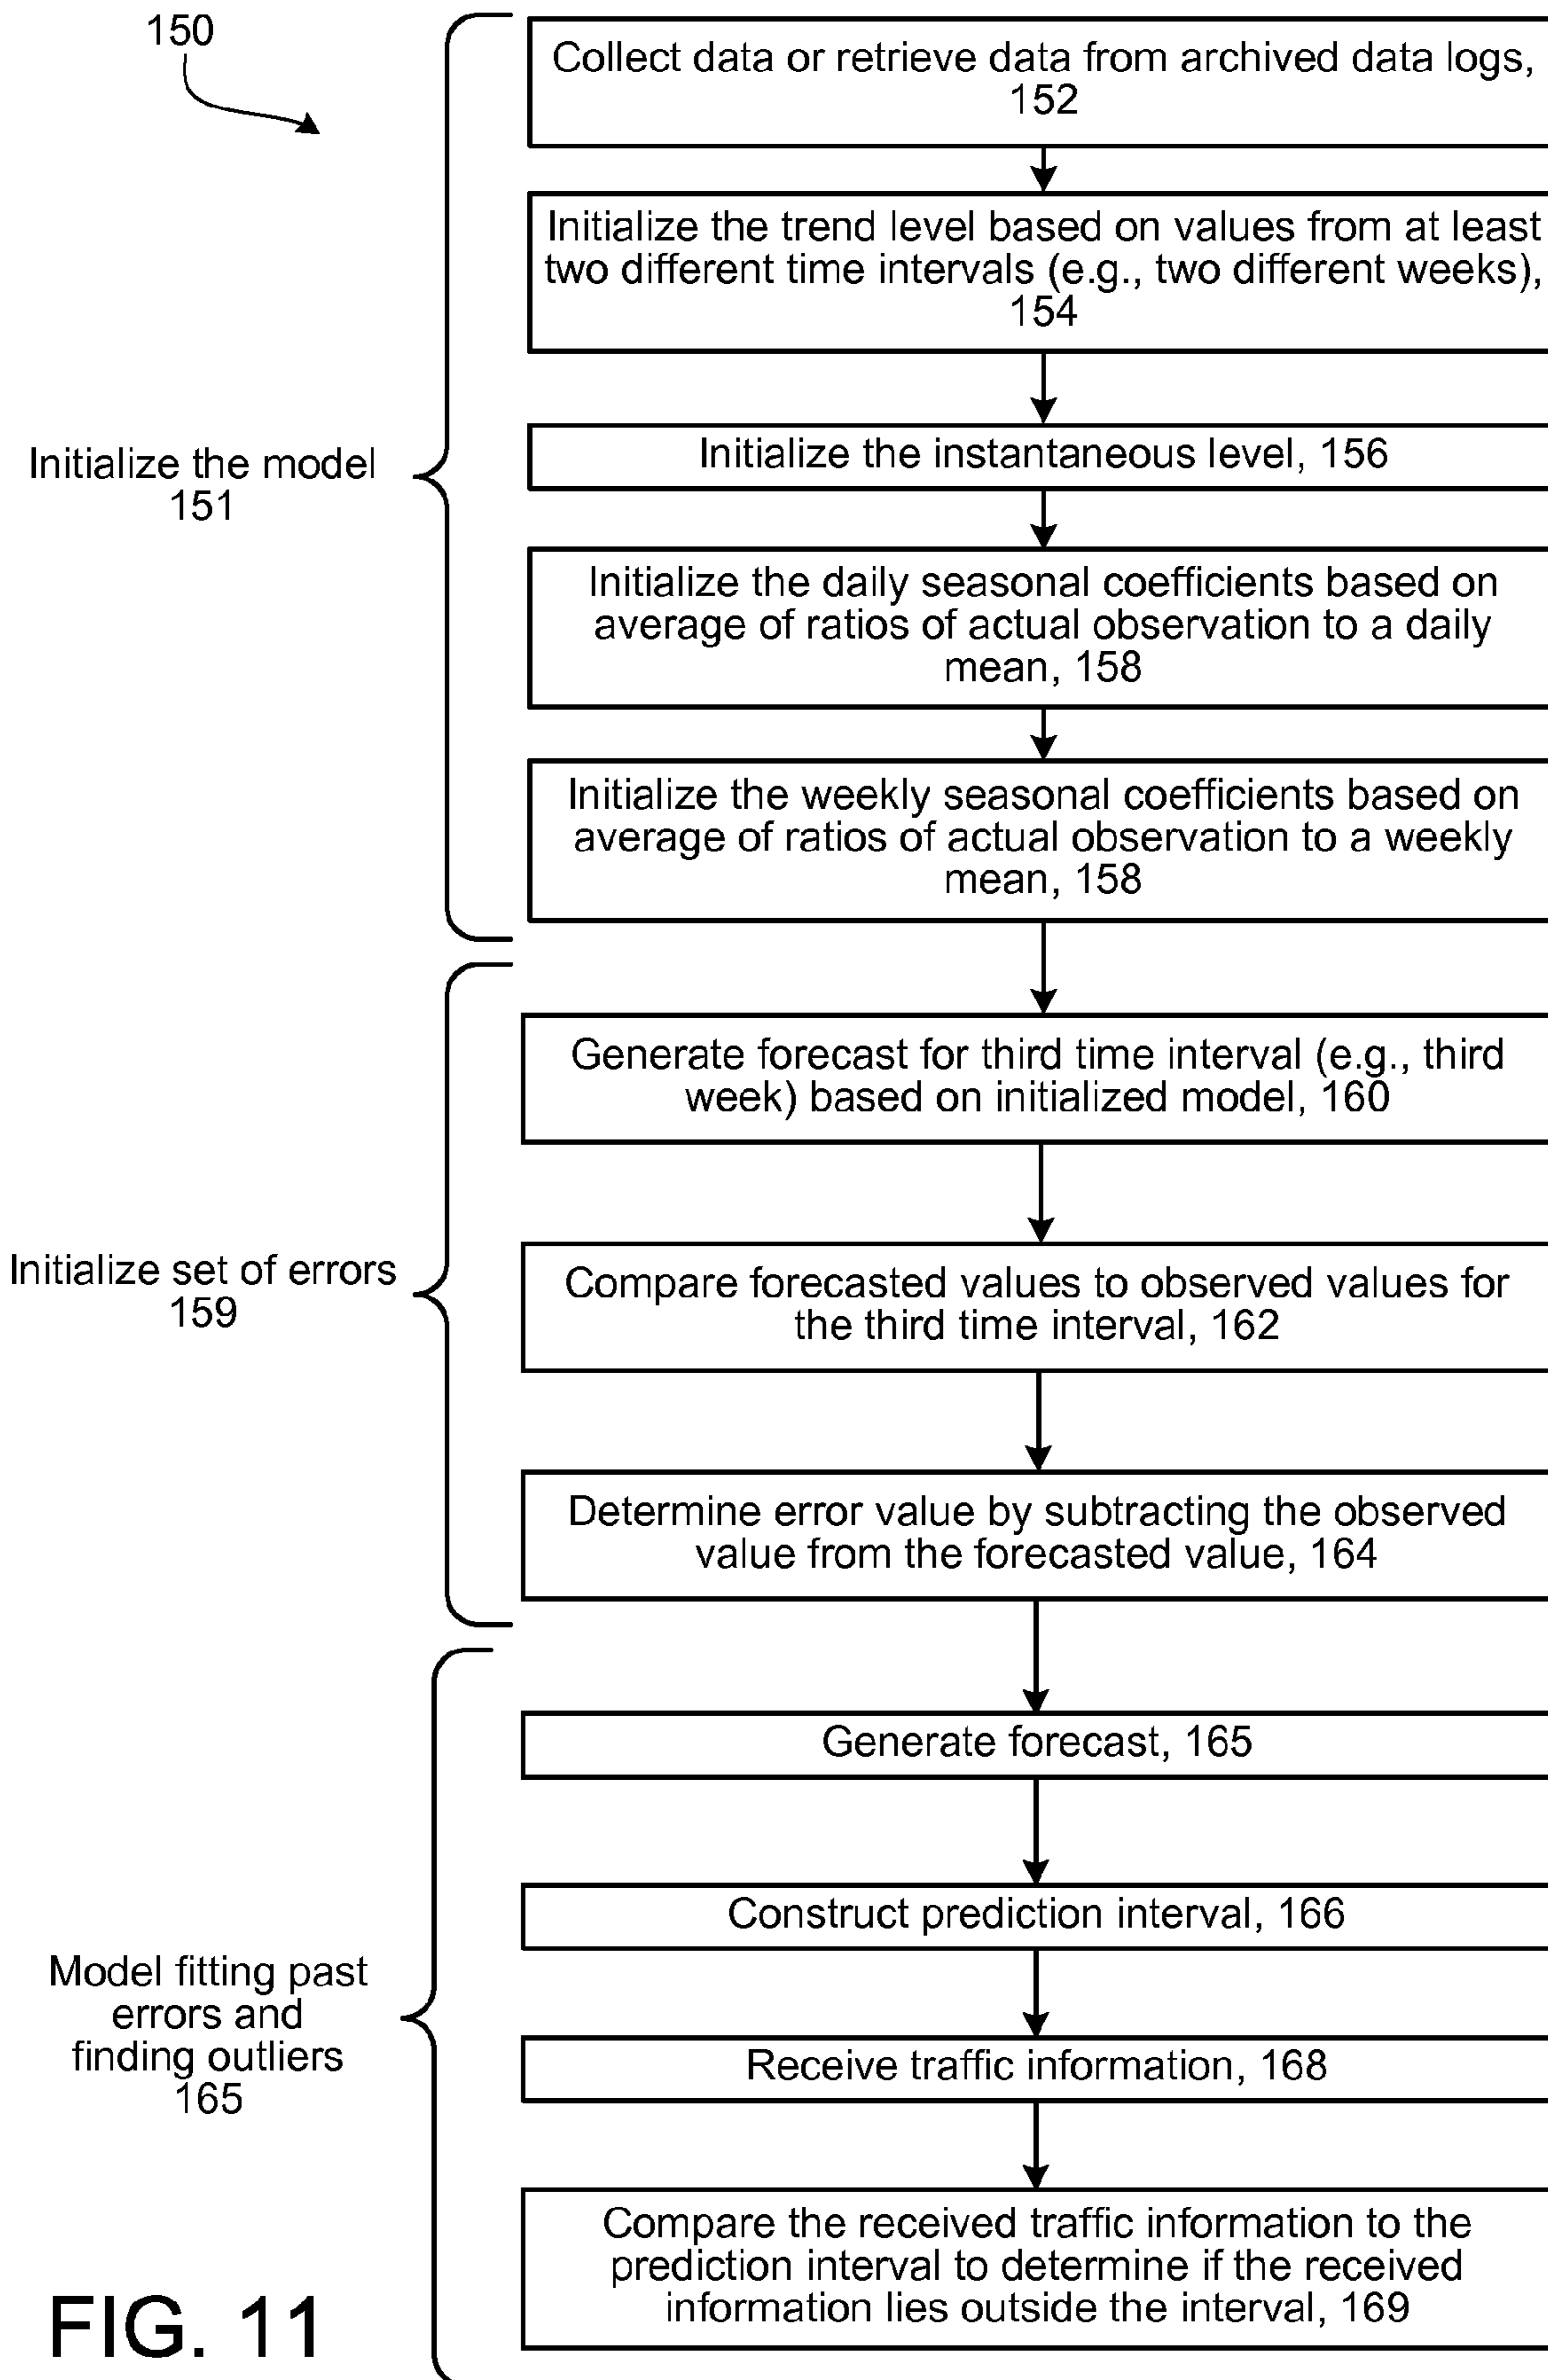 150
Collect data or retrieve data from archived data logs,
152
Initialize the trend level based on values from at least
two different time intervals (e.g., two different weeks),
154
Initialize the instantaneous level, 156
Initialize the model
151
Initialize the daily seasonal coefficients based on
average of ratios of actual observation to a daily
mean, 158
Initialize the weekly seasonal coefficients based on
average of ratios of actual observation to a weekly
mean, 158
Generate forecast for third time interval (e.g., third
week) based on initialized model, 160
Initialize set of errors
159
Compare forecasted values to observed values for
the third time interval, 162
Determine error value by subtracting the observed
value from the forecasted value, 164
Generate forecast, 165
Construct prediction interval, 166
Model fitting past
errors and
finding outliers
165
Receive traffic information, 168
Compare the received traffic information to the
prediction interval to determine if the received
information lies outside the interval, 169
FIG. 11